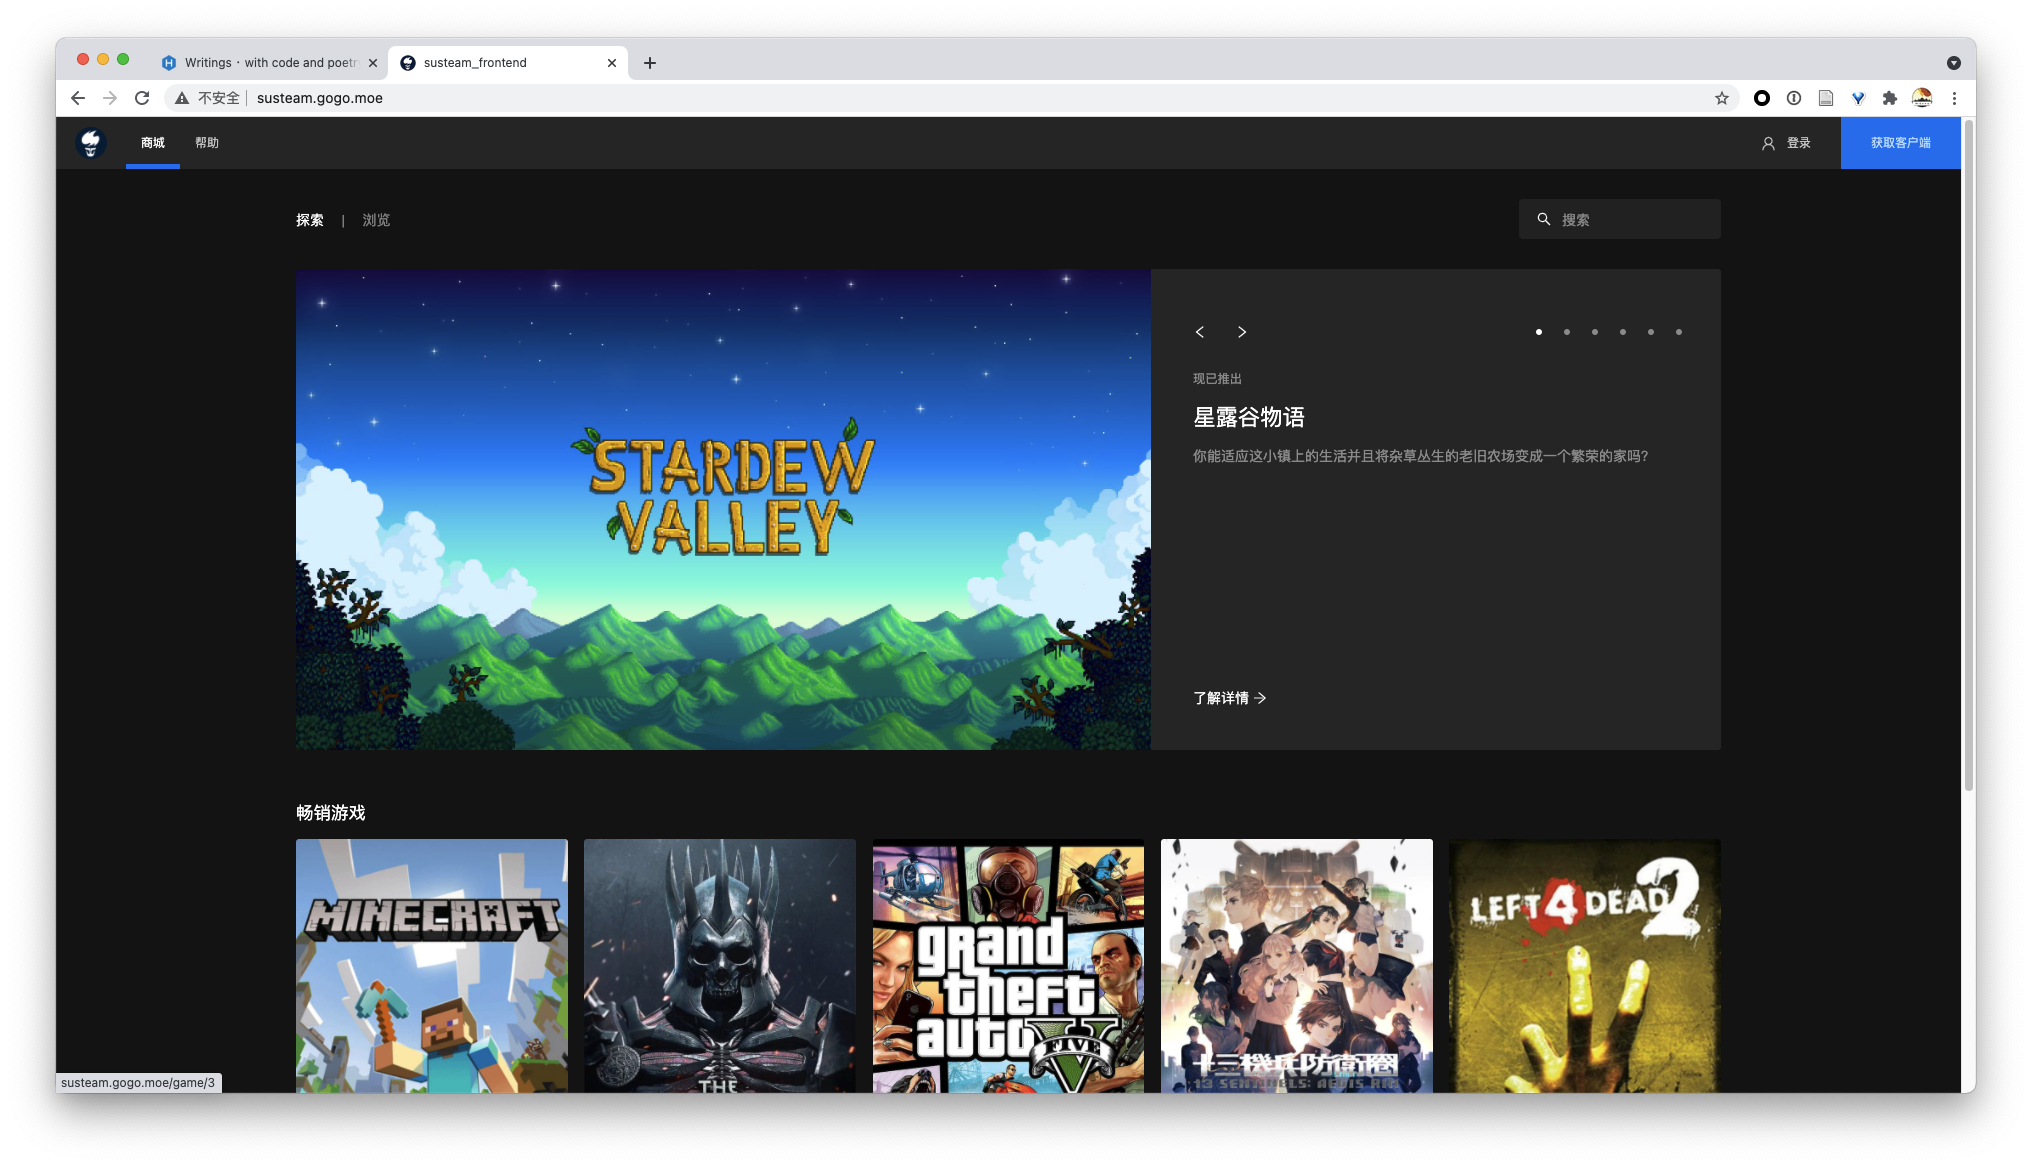 Writings · with code and poetr
susteam_frontend
不安全
susteam.gogo.moe
商城
帮助
登录
获取客户端
探索 | 浏览
搜索
STARDEW
VALLEY
现已推出
星露谷物语
你能适应这小镇上的生活并且将杂草丛生的老旧农场变成一个繁荣的家吗?
了解详情
畅销游戏
MINECRAFT
THE
grand
theft
auto
FIVE
十三機兵防衛圏
13 SENTINELS: AEGIS RIM
LEFT 4 DEAD 2
susteam.gogo.moe/game/3